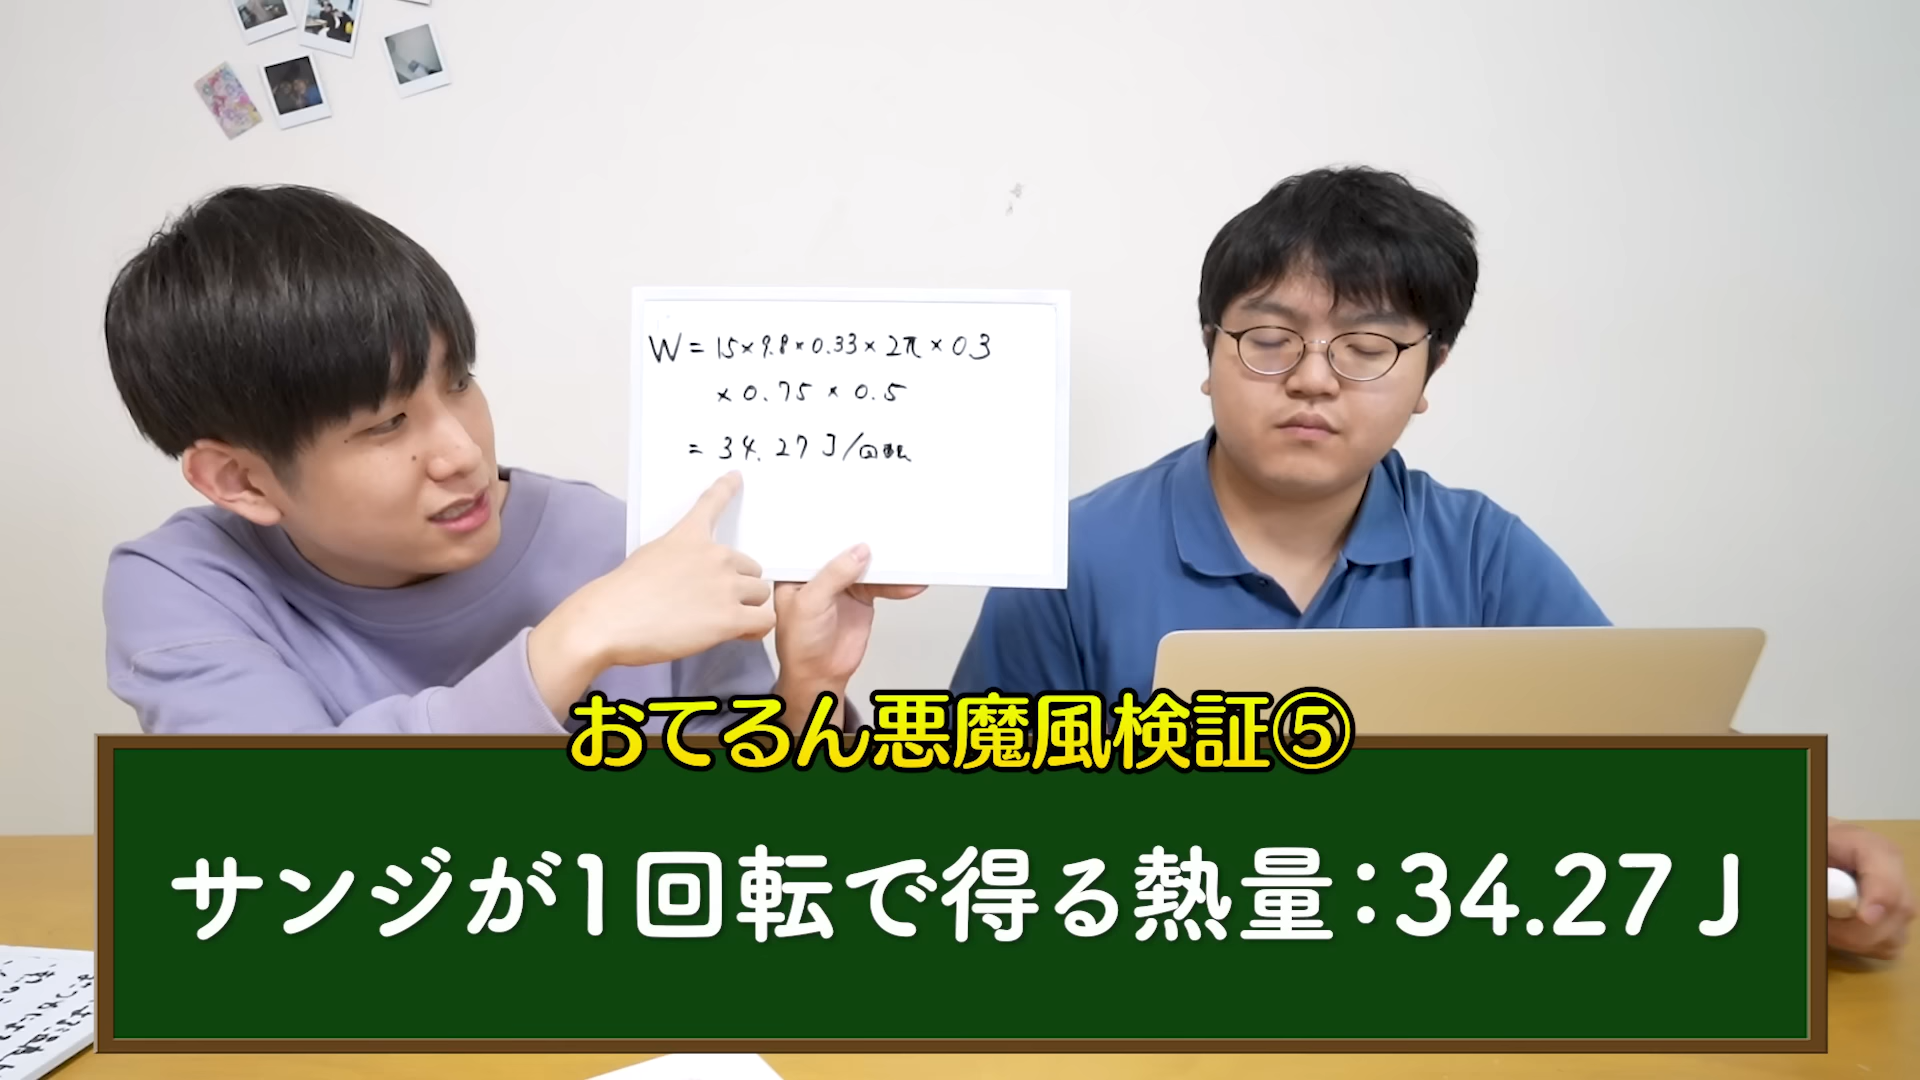 W = 15 × 9.8 × 0.33 × 2π × 0.3
× 0.75 × 0.5
= 34.27 J/回転
おてるん悪魔風検証⑤
サンジが1回転で得る熱量：34.27 J